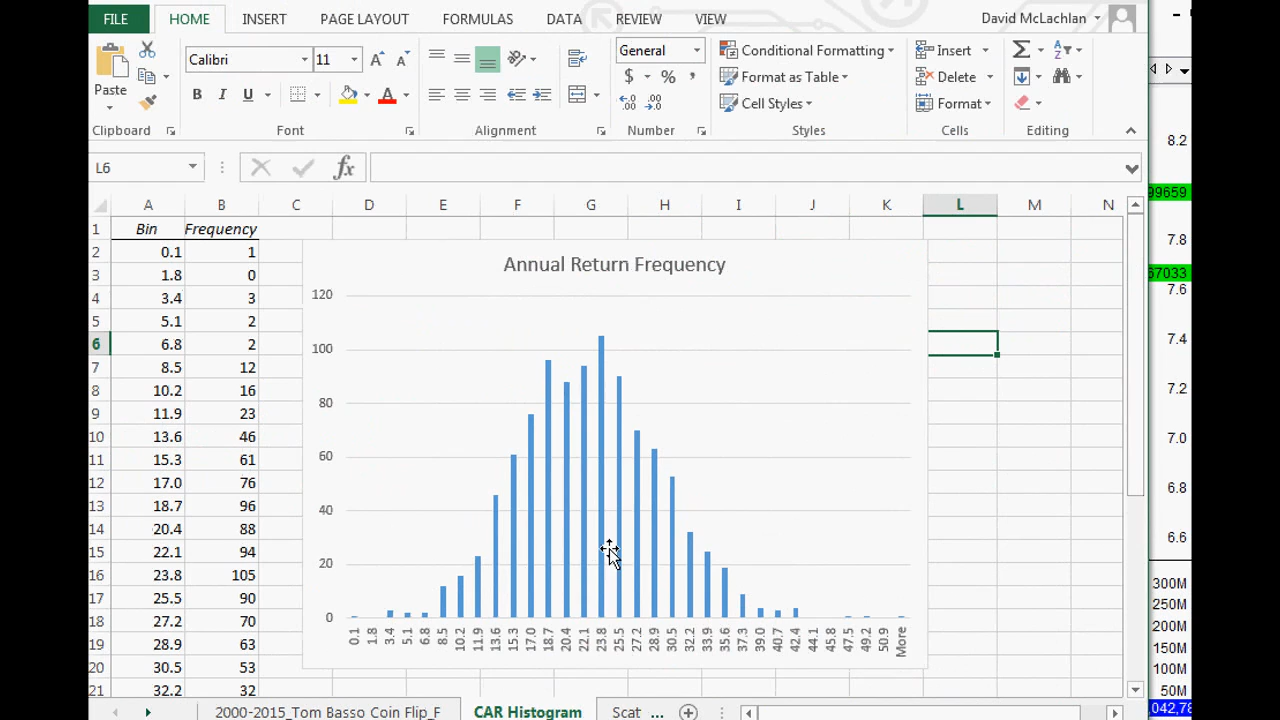 FILE HOME INSERT PAGE LAYOUT FORMULAS DATA REVIEW VIEW David McLachlan
Calibri 11 General Conditional Formatting Insert
Paste $ % , Format as Table Delete
B I U A Cell Styles Format
Clipboard Font Alignment Number Styles Cells Editing
L6 fx
A B C D E F G H I J K L M N
1 Bin Frequency
2 0.1 1
3 1.8 0
4 3.4 3
5 5.1 2
6 6.8 2
7 8.5 12
8 10.2 16
9 11.9 23
10 13.6 46
11 15.3 61
12 17.0 76
13 18.7 96
14 20.4 88
15 22.1 94
16 23.8 105
17 25.5 90
18 27.2 70
19 28.9 63
20 30.5 53
21 32.2 32
Annual Return Frequency
120
100
80
60
40
20
0
0.1 1.8 3.4 5.1 6.8 8.5 10.2 11.9 13.6 15.3 17.0 18.7 20.4 22.1 23.8 25.5 27.2 28.9 30.5 32.2 33.9 35.6 37.3 39.0 40.7 42.4 44.1 45.8 47.5 49.2 50.9 More
2000-2015_Tom Basso Coin Flip_F CAR Histogram Scat ...
8.2
99659
7.8
67033
7.6
7.4
7.2
7.0
6.8
6.6
300M
250M
200M
150M
100M
50M
,042,78